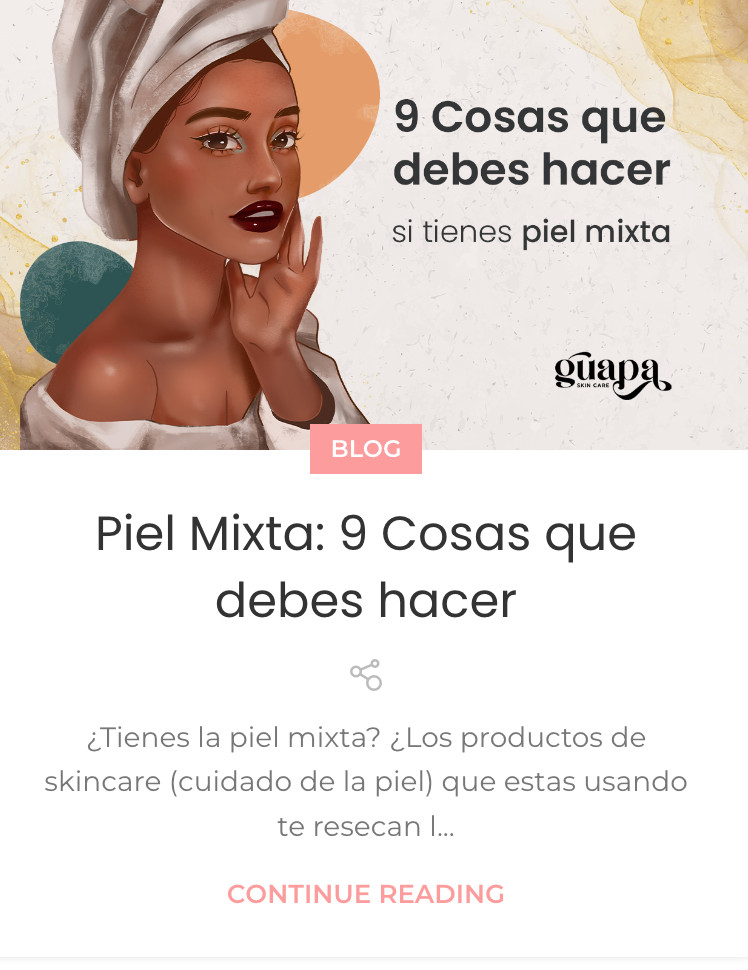 9 Cosas que
debes hacer
si tienes piel mixta
guapa
SKIN CARE
BLOG
Piel Mixta: 9 Cosas que
debes hacer
¿Tienes la piel mixta? ¿Los productos de
skincare (cuidado de la piel) que estas usando
te resecan l...
CONTINUE READING